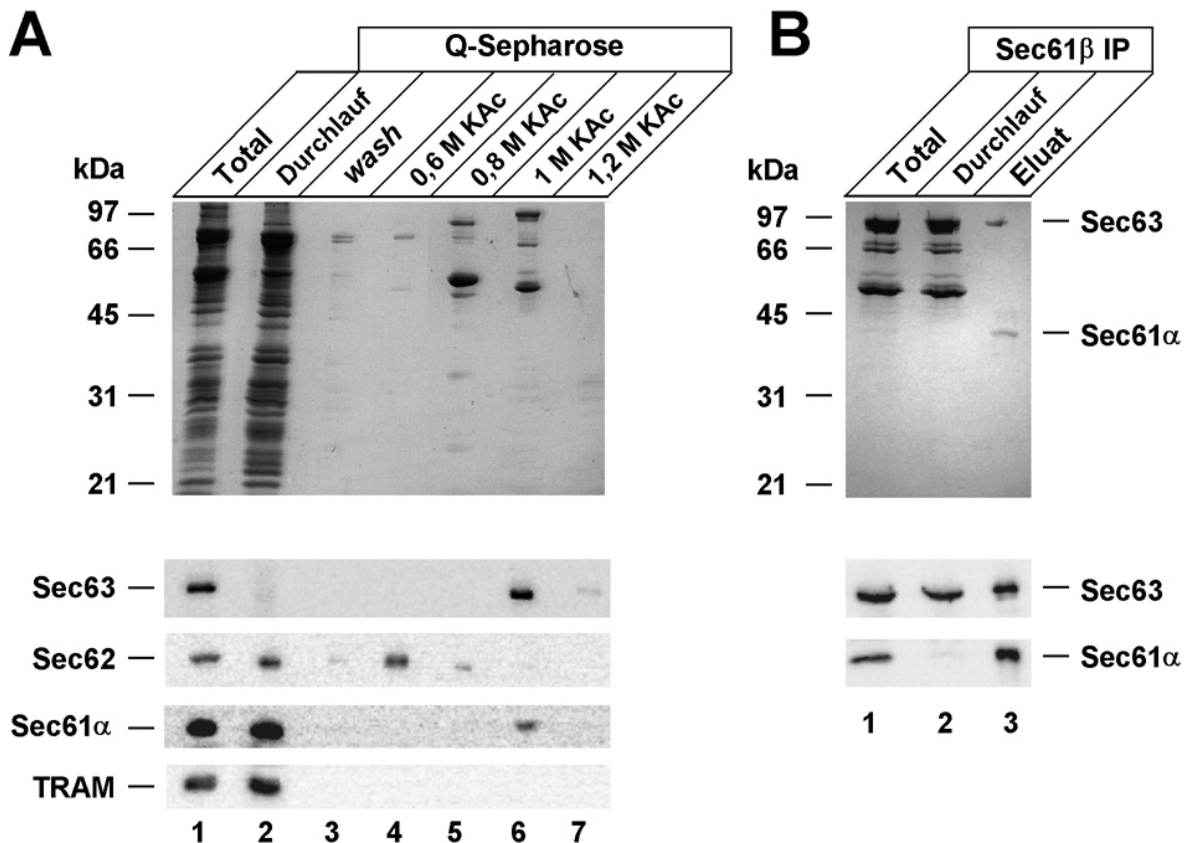 A
Q-Sepharose
Total
Durchlauf
wash
0,6 M KAc
0,8 M KAc
1 M KAc
1,2 M KAc
kDa
97
66
45
31
21
Sec63
Sec62
Sec61α
TRAM
1 2 3 4 5 6 7
B
Sec61β IP
Total
Durchlauf
Eluat
kDa
97
66
45
31
21
Sec63
Sec61α
Sec63
Sec61α
1 2 3